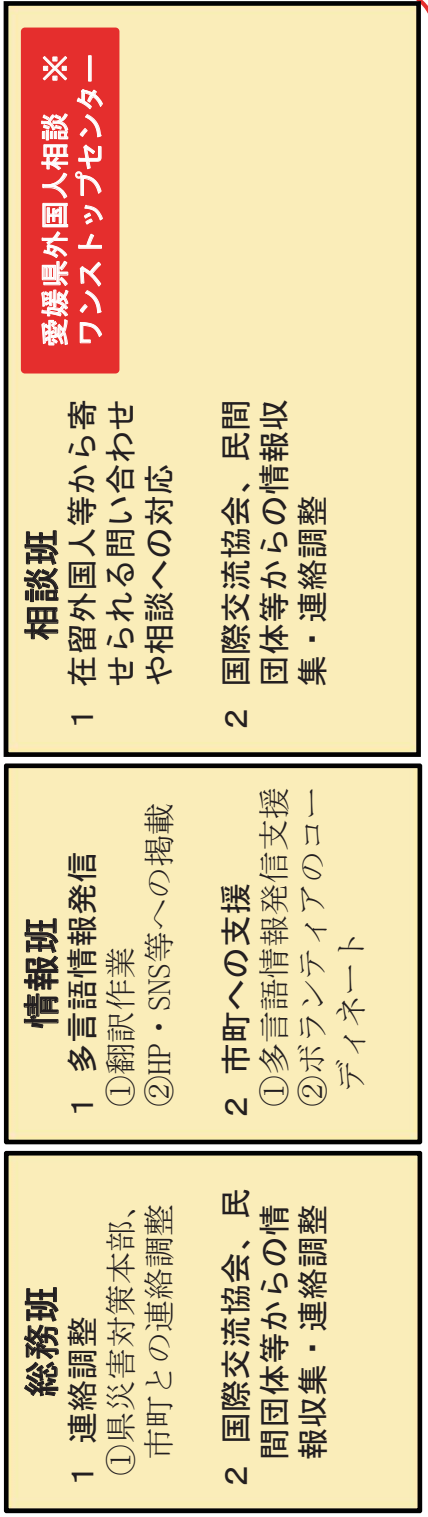 総務班
1 連絡調整
①県災害対策本部、
市町との連絡調整
2 国際交流協会、民
間団体等からの情
報収集・連絡調整
情報班
1 多言語情報発信
①翻訳作業
②HP・SNS等への掲載
2 市町への支援
①多言語情報発信支援
②ボランティアのコー
ディネート
相談班
1 在留外国人等から寄
せられる問い合わせ
や相談への対応
2 国際交流協会、民間
団体等からの情報収
集・連絡調整
愛媛県外国人相談 ※
ワンストップセンター